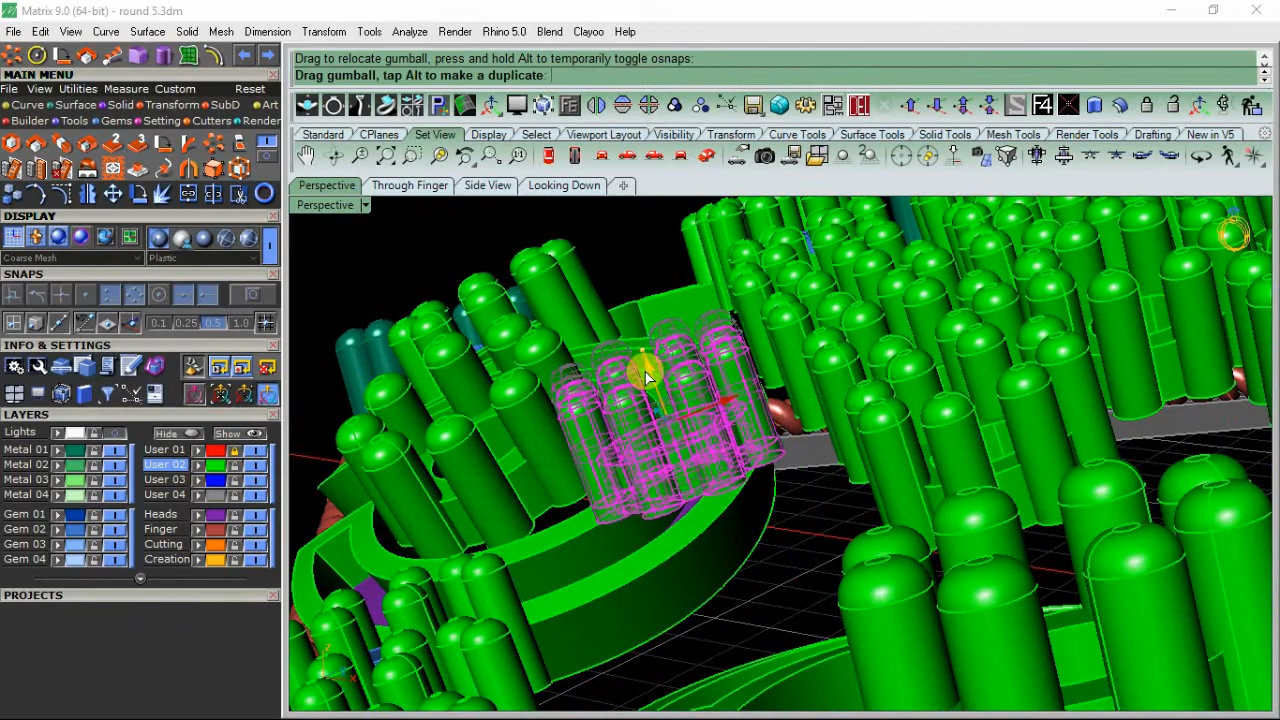 Matrix 9.0 (64-bit) - round 5.3dm
File Edit View Curve Surface Solid Mesh Dimension Transform Tools Analyze Render Rhino 5.0 Blend Clayoo Help
Drag to relocate gumball, press and hold Alt to temporarily toggle osnaps:
Drag gumball, tap Alt to make a duplicate:
MAIN MENU
File View Utilities Measure Custom Reset
Curve Surface Solid Transform SubD Art
Builder Tools Gems Setting Cutters Render
F4
Standard CPlanes Set View Display Select Viewport Layout Visibility Transform Curve Tools Surface Tools Solid Tools Mesh Tools Render Tools Drafting New in V5
Perspective Through Finger Side View Looking Down
Perspective
DISPLAY
Coarse Mesh Plastic
SNAPS
0.1 0.25 0.5 1.0
INFO & SETTINGS
LAYERS
Lights Hide Show
Metal 01 User 01
Metal 02 User 02
Metal 03 User 03
Metal 04 User 04
Gem 01 Heads
Gem 02 Finger
Gem 03 Cutting
Gem 04 Creation
PROJECTS
z
x